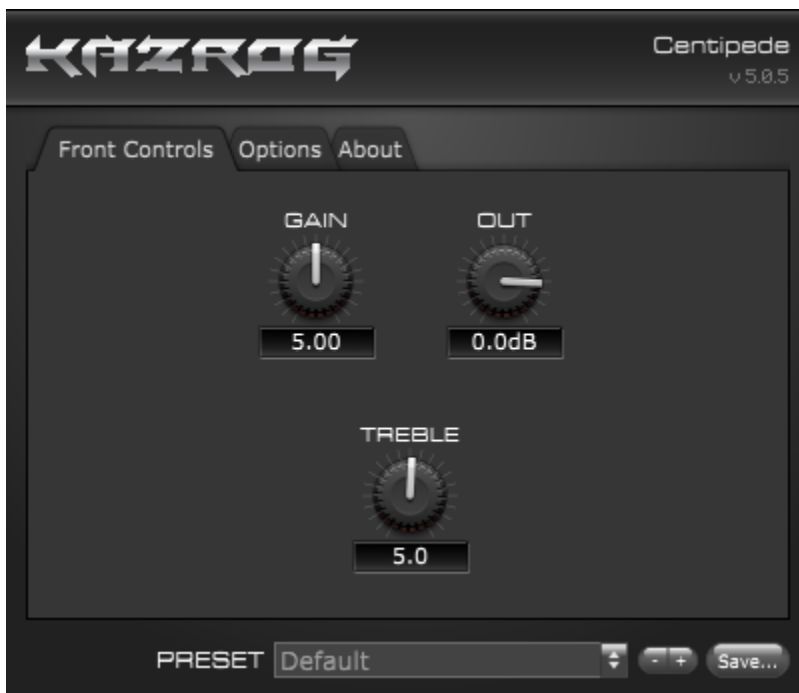 KAZROG
Centipede
v 5.0.5
Front Controls Options About
GAIN OUT
5.00 0.0dB
TREBLE
5.0
PRESET Default - + Save...